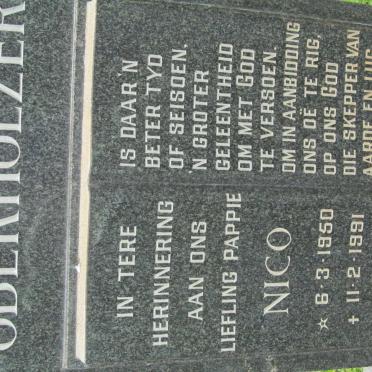 OBERHOLZER
IN TERE
HERINNERING
AAN ONS
LIEFLING PAPPIE
NICO
☆ 6·3·1950
+ 11·2·1991
IS DAAR 'N
BETER TYD
OF SEISOEN.
'N GROTER
GELEENTHEID
OM MET GOD
TE VERSOEN.
OM IN AANBIDDING
ONS OË TE RIG,
OP ONS GOD
DIE SKEPPER VAN
AARDE EN LIG